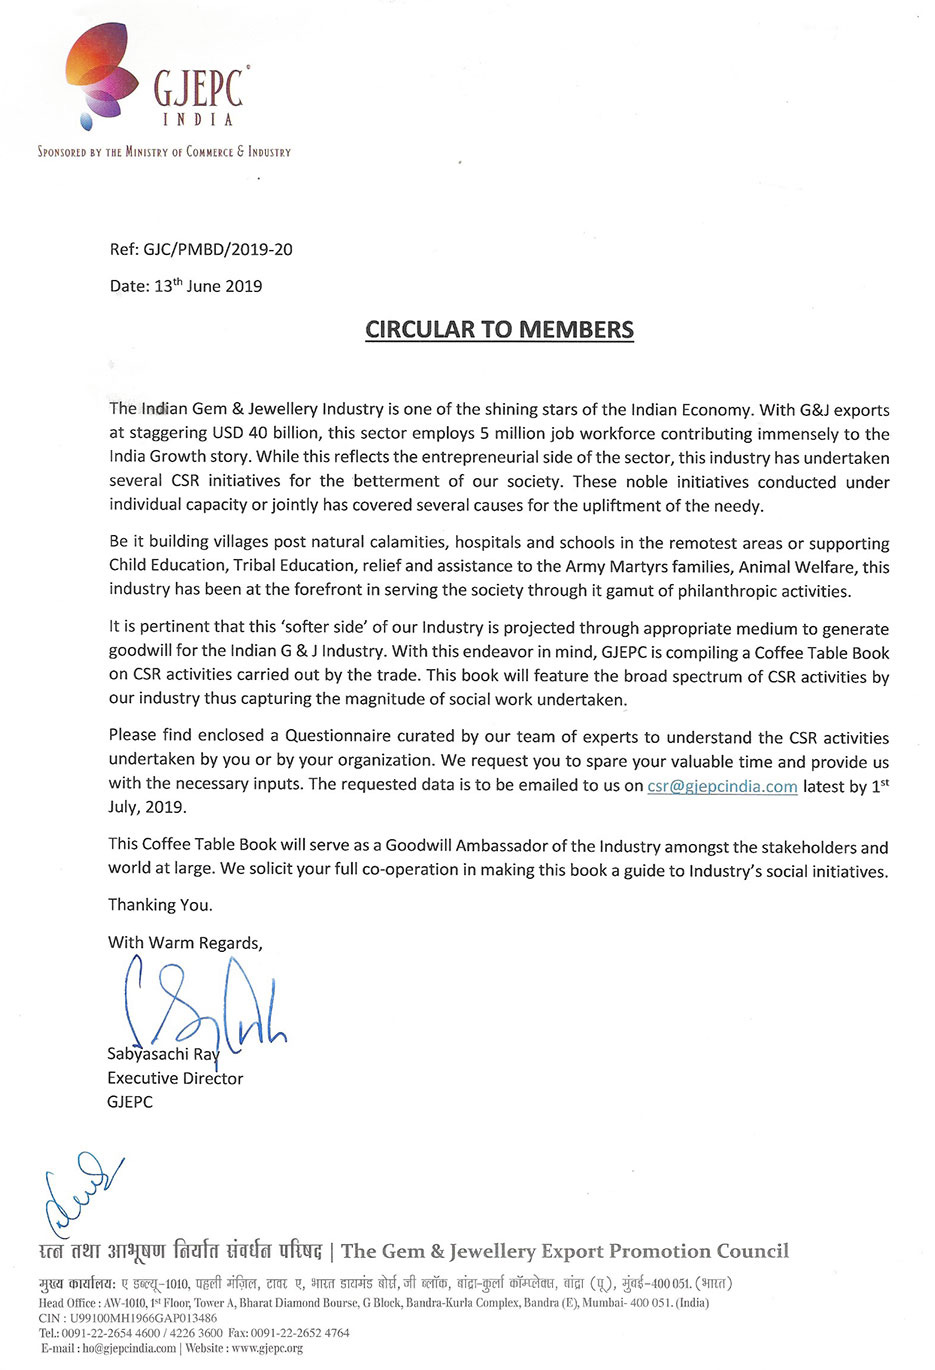 GJEPC
INDIA
SPONSORED BY THE MINISTRY OF COMMERCE & INDUSTRY
Ref: GJC/PMBD/2019-20
Date: 13th June 2019
CIRCULAR TO MEMBERS
The Indian Gem & Jewellery Industry is one of the shining stars of the Indian Economy. With G&J exports
at staggering USD 40 billion, this sector employs 5 million job workforce contributing immensely to the
India Growth story. While this reflects the entrepreneurial side of the sector, this industry has undertaken
several CSR initiatives for the betterment of our society. These noble initiatives conducted under
individual capacity or jointly has covered several causes for the upliftment of the needy.
Be it building villages post natural calamities, hospitals and schools in the remotest areas or supporting
Child Education, Tribal Education, relief and assistance to the Army Martyrs families, Animal Welfare, this
industry has been at the forefront in serving the society through it gamut of philanthropic activities.
It is pertinent that this ‘softer side’ of our Industry is projected through appropriate medium to generate
goodwill for the Indian G & J Industry. With this endeavor in mind, GJEPC is compiling a Coffee Table Book
on CSR activities carried out by the trade. This book will feature the broad spectrum of CSR activities by
our industry thus capturing the magnitude of social work undertaken.
Please find enclosed a Questionnaire curated by our team of experts to understand the CSR activities
undertaken by you or by your organization. We request you to spare your valuable time and provide us
with the necessary inputs. The requested data is to be emailed to us on csr@gjepcindia.com latest by 1st
July, 2019.
This Coffee Table Book will serve as a Goodwill Ambassador of the Industry amongst the stakeholders and
world at large. We solicit your full co-operation in making this book a guide to Industry’s social initiatives.
Thanking You.
With Warm Regards,
Sabyasachi Ray
Executive Director
GJEPC
रत्न तथा आभूषण निर्यात संवर्धन परिषद | The Gem & Jewellery Export Promotion Council
मुख्य कार्यालय: ए डब्ल्यू-1010, पहली मंज़िल, टावर ए, भारत डायमंड बोर्स, जी ब्लॉक, बांद्रा-कुर्ला कॉम्पलेक्स, बांद्रा (पू), मुंबई-400 051. (भारत)
Head Office : AW-1010, 1st Floor, Tower A, Bharat Diamond Bourse, G Block, Bandra-Kurla Complex, Bandra (E), Mumbai- 400 051. (India)
CIN : U99100MH1966GAP013486
Tel.: 0091-22-2654 4600 / 4226 3600 Fax: 0091-22-2652 4764
E-mail : ho@gjepcindia.com | Website : www.gjepc.org